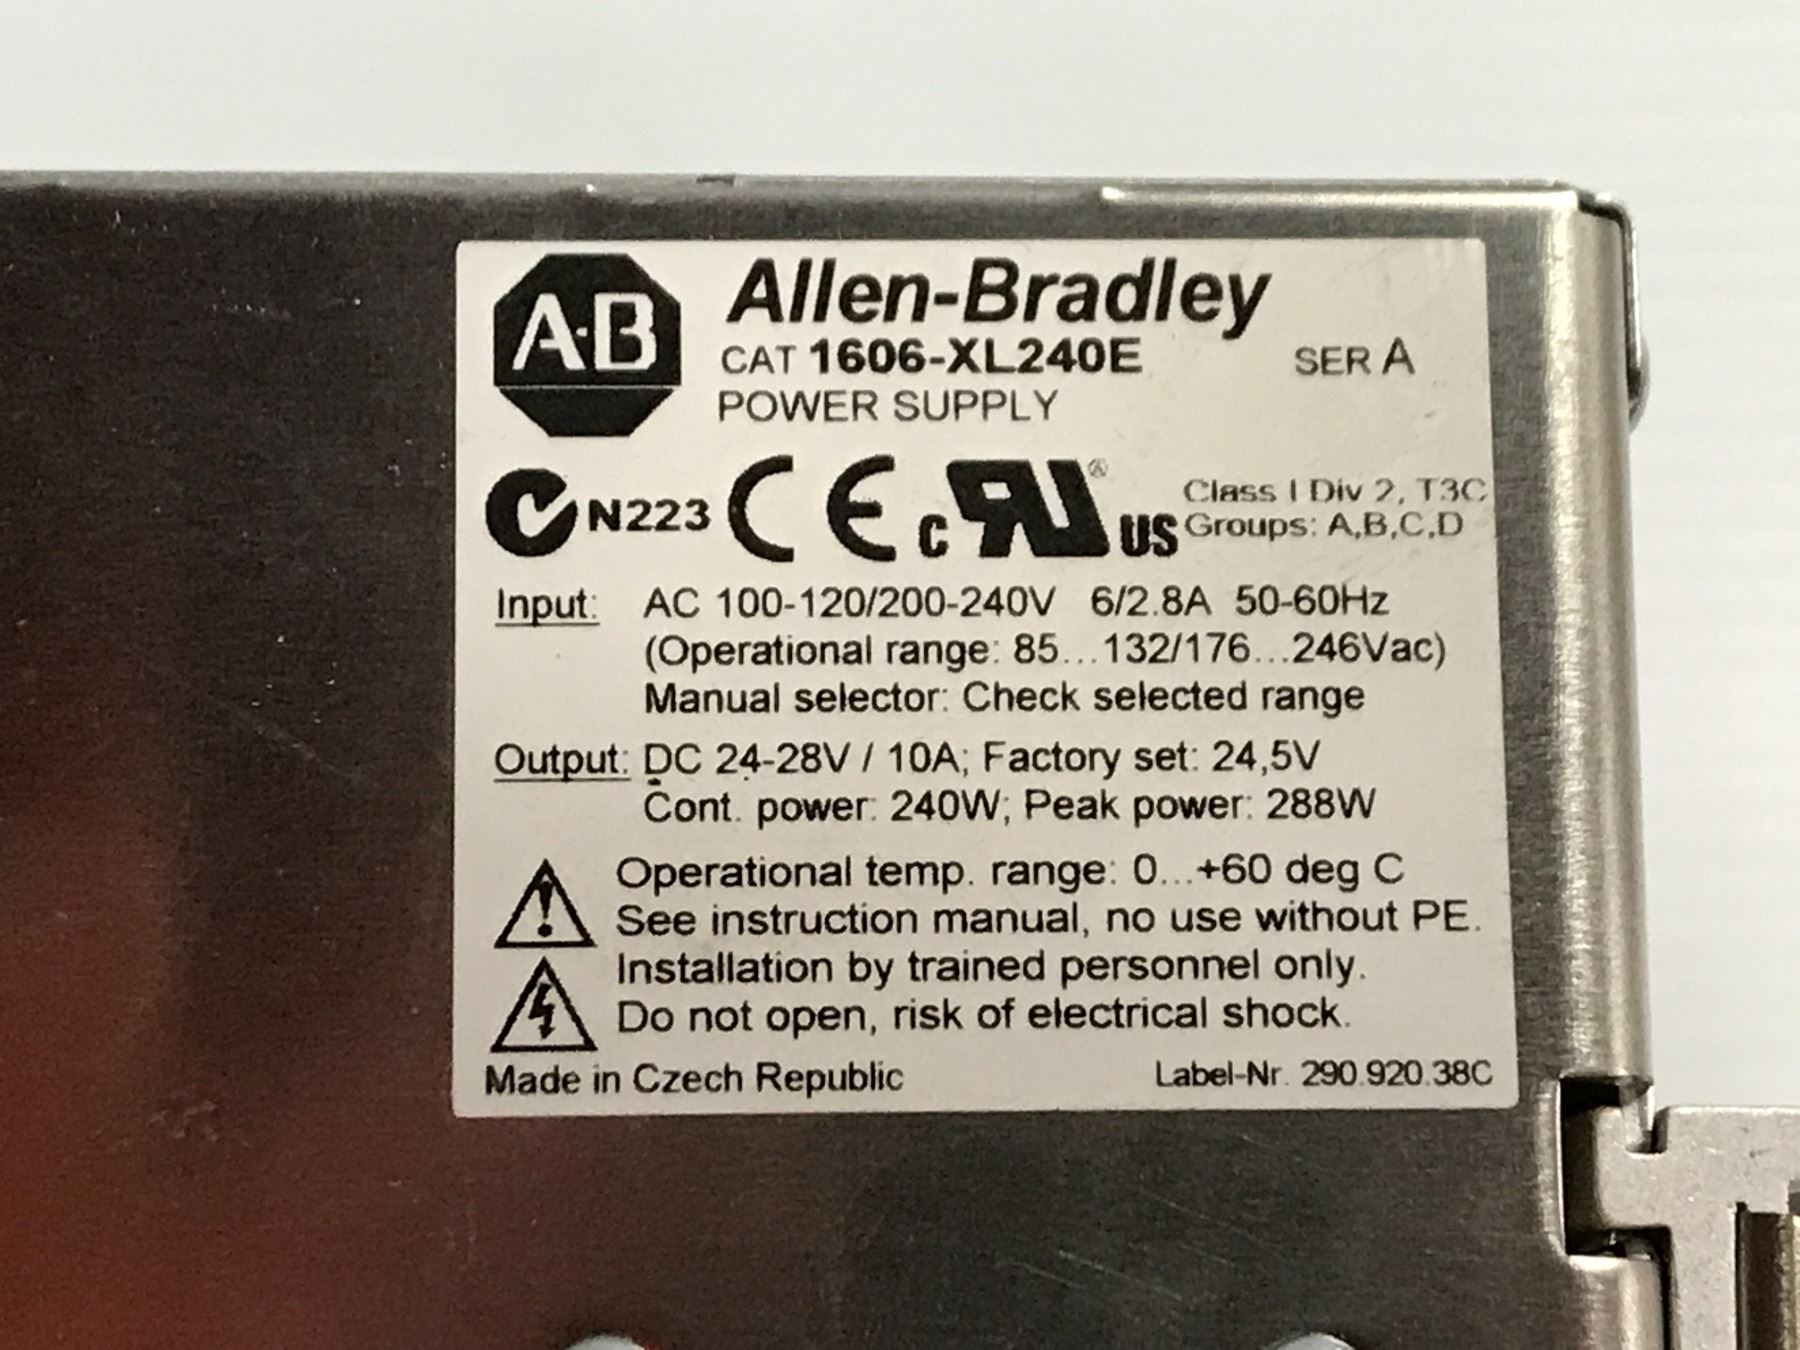 A-B Allen-Bradley
CAT 1606-XL240E SER A
POWER SUPPLY
N223 CE c RU ® US Class I Div 2, T3C
Groups: A,B,C,D
Input: AC 100-120/200-240V 6/2.8A 50-60Hz
(Operational range: 85...132/176...246Vac)
Manual selector: Check selected range
Output: DC 24-28V / 10A; Factory set: 24,5V
Cont. power: 240W; Peak power: 288W
Operational temp. range: 0...+60 deg C
See instruction manual, no use without PE.
Installation by trained personnel only.
Do not open, risk of electrical shock.
Made in Czech Republic Label-Nr. 290.920.38C